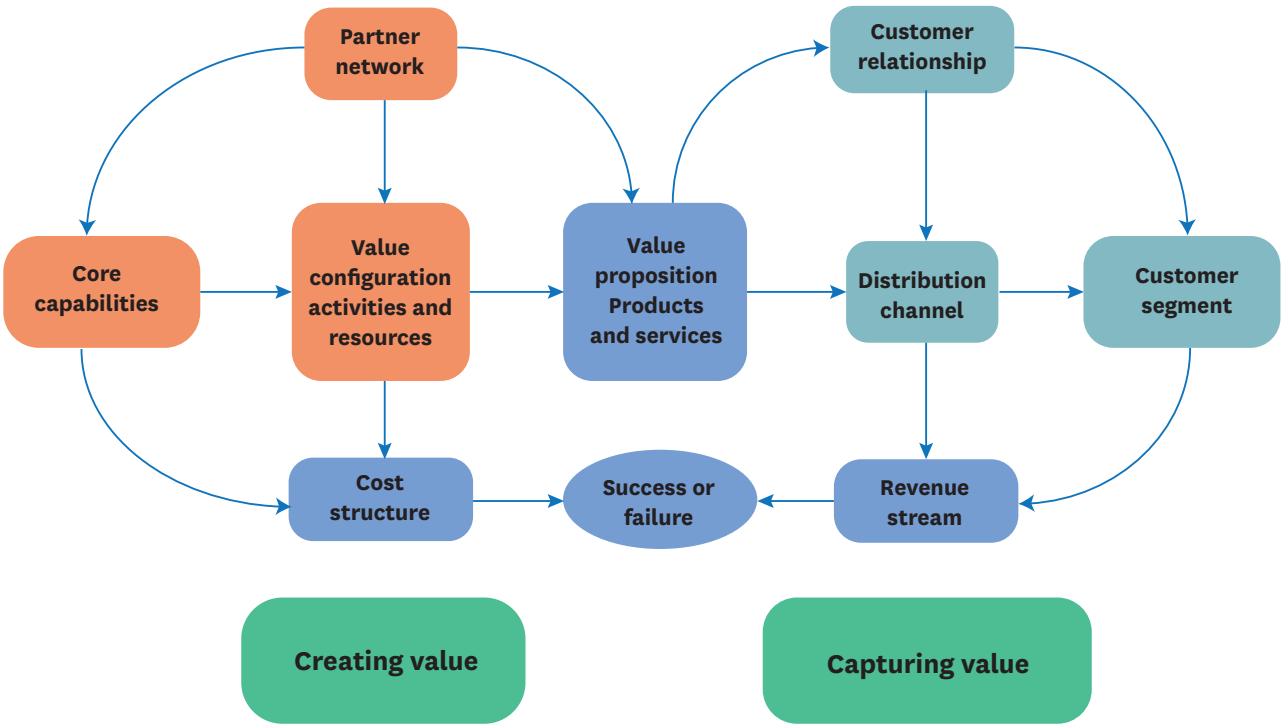 Partner
network
Customer
relationship
Core
capabilities
Value
configuration
activities and
resources
Value
proposition
Products
and services
Distribution
channel
Customer
segment
Cost
structure
Success or
failure
Revenue
stream
Creating value
Capturing value